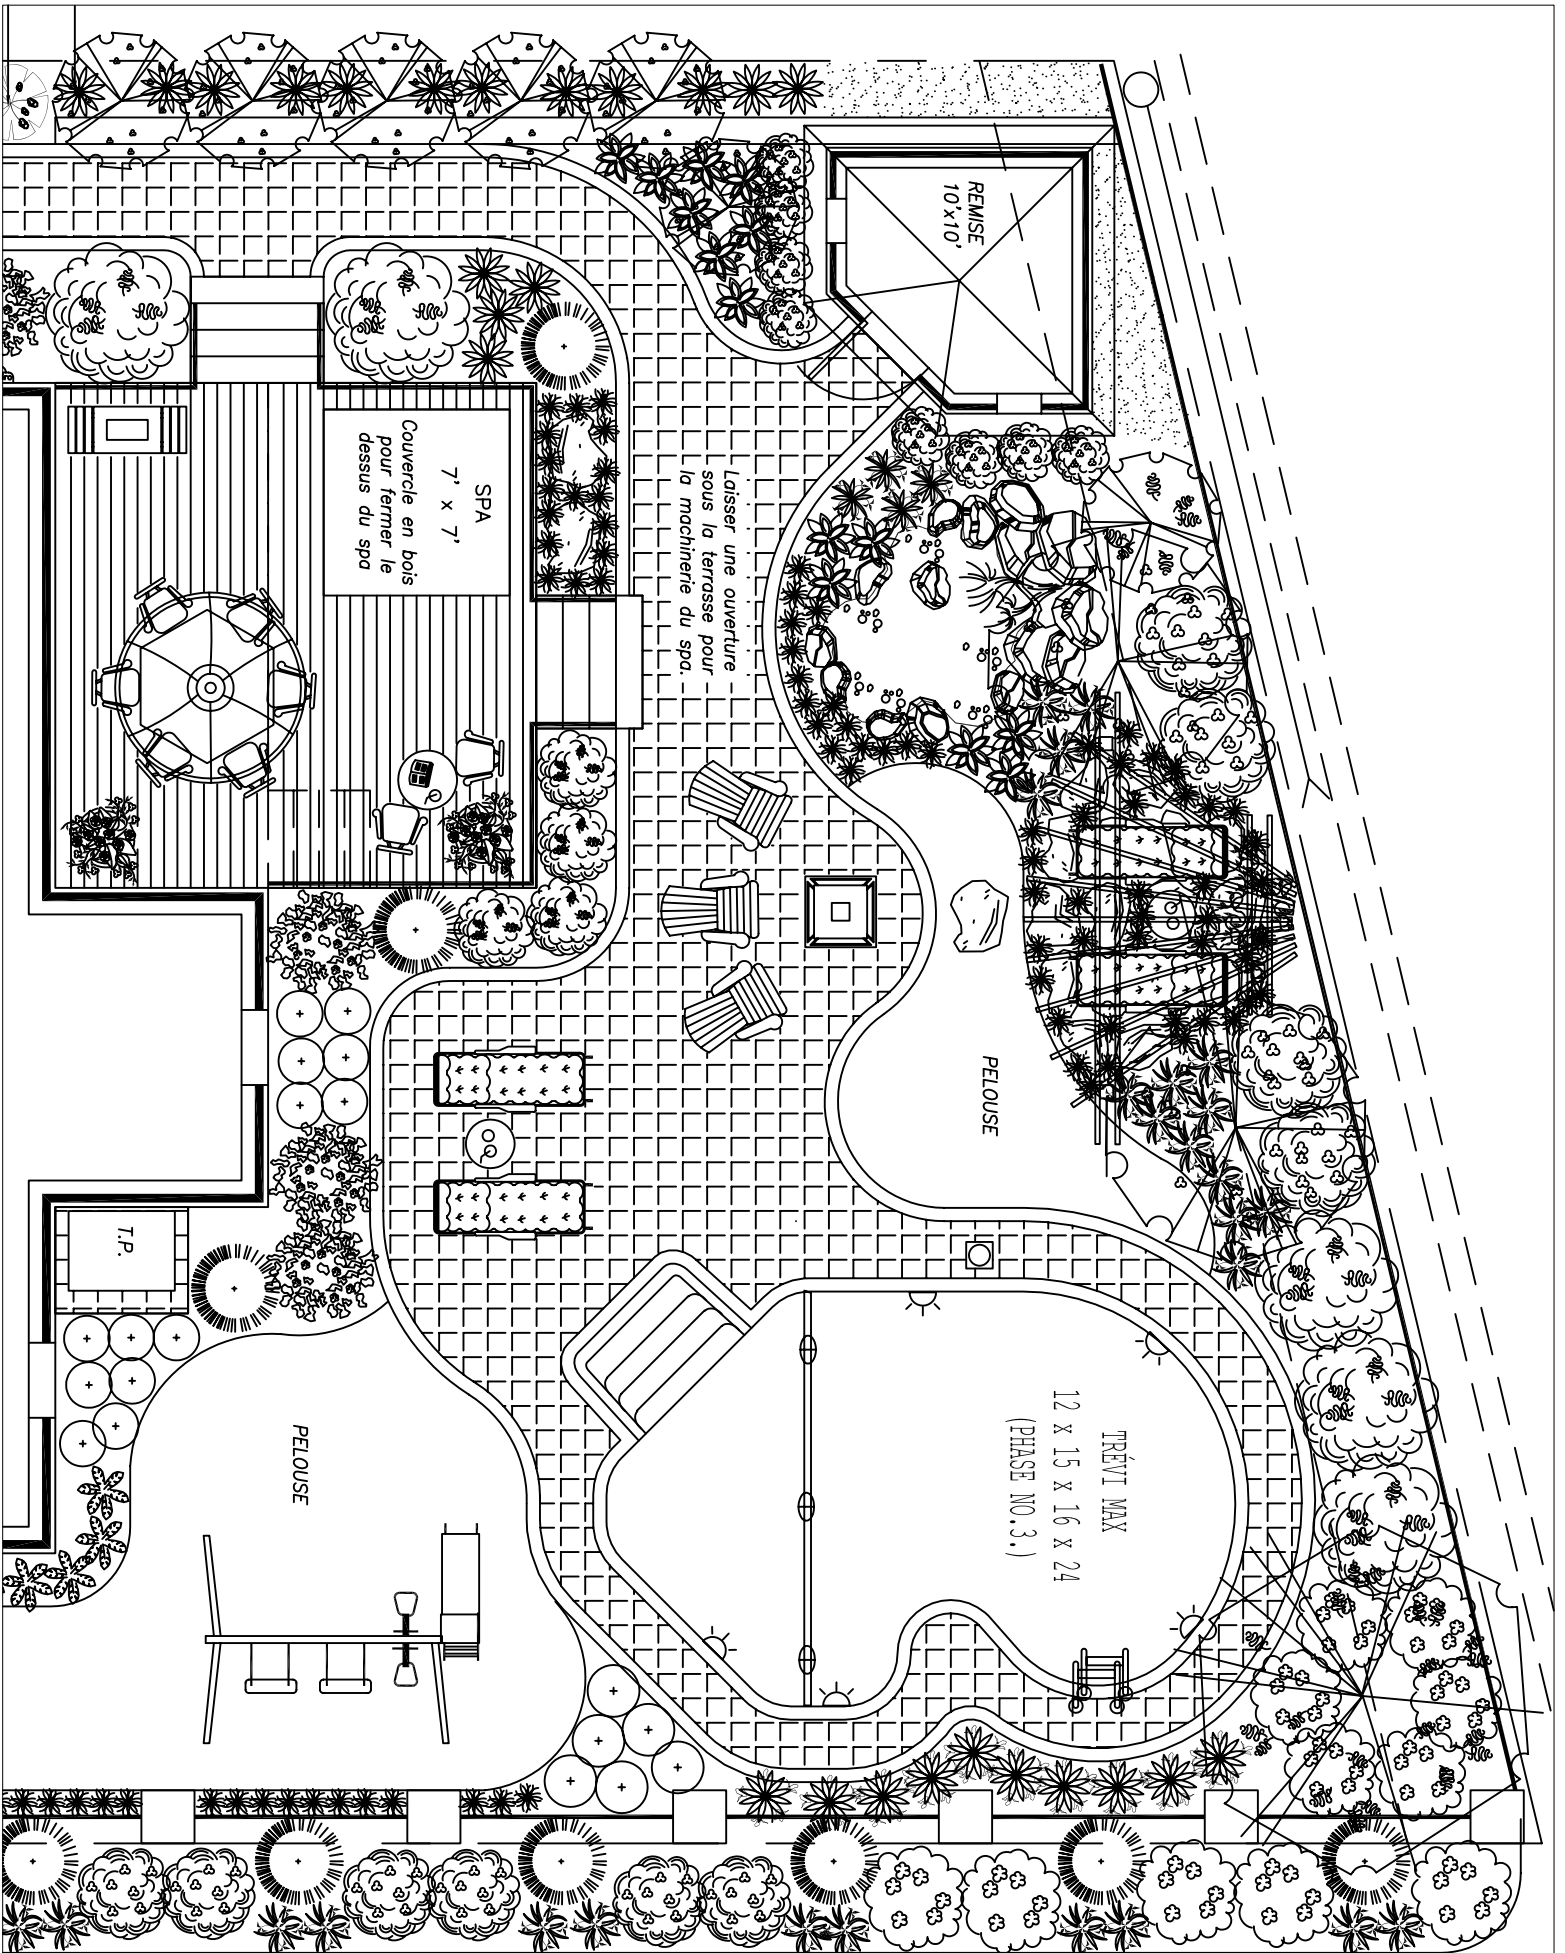 REMISE
10'x10'
SPA
7' x 7'
Couvercle en bois
pour fermer le
dessus du spa
Laisser une ouverture
sous la terrasse pour
la machinerie du spa.
PELOUSE
T.P.
TRÉVI MAX
12 x 15 x 16 x 24
(PHASE NO.3.)
PELOUSE